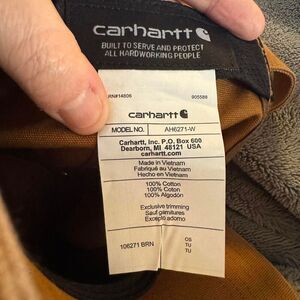 carhartt
BUILT TO SERVE AND PROTECT
ALL HARDWORKING PEOPLE
RN#14806 905588
carhartt
MODEL NO. AH6271-W
Carhartt, Inc. P.O. Box 600
Dearborn, MI 48121 USA
carhartt.com
Made in Vietnam
Fabriqué au Vietnam
Hecho en Vietnam
100% Cotton
100% Coton
100% Algodón
Exclusive trimming
Sauf garnitures
Excepto adorno
106271 BRN
OS
TU
TU